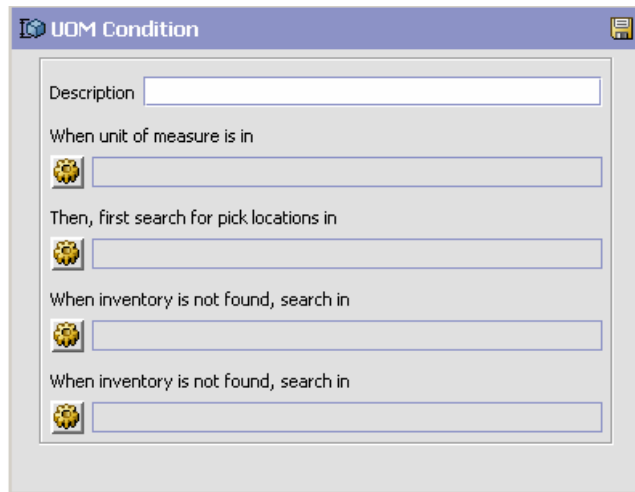 UOM Condition
Description
When unit of measure is in
Then, first search for pick locations in
When inventory is not found, search in
When inventory is not found, search in